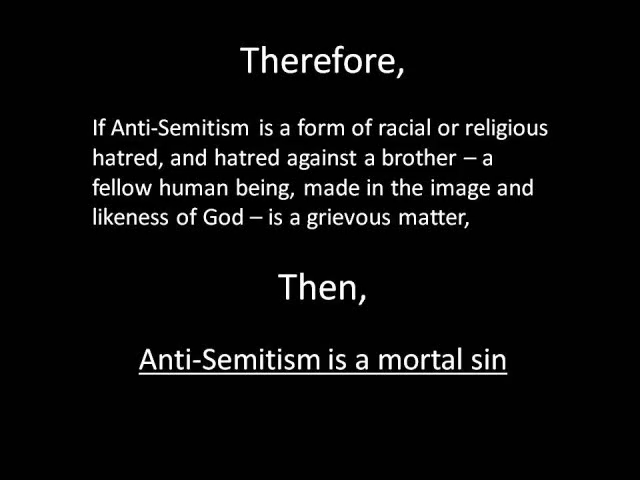 Therefore,
If Anti-Semitism is a form of racial or religious
hatred, and hatred against a brother – a
fellow human being, made in the image and
likeness of God – is a grievous matter,
Then,
Anti-Semitism is a mortal sin